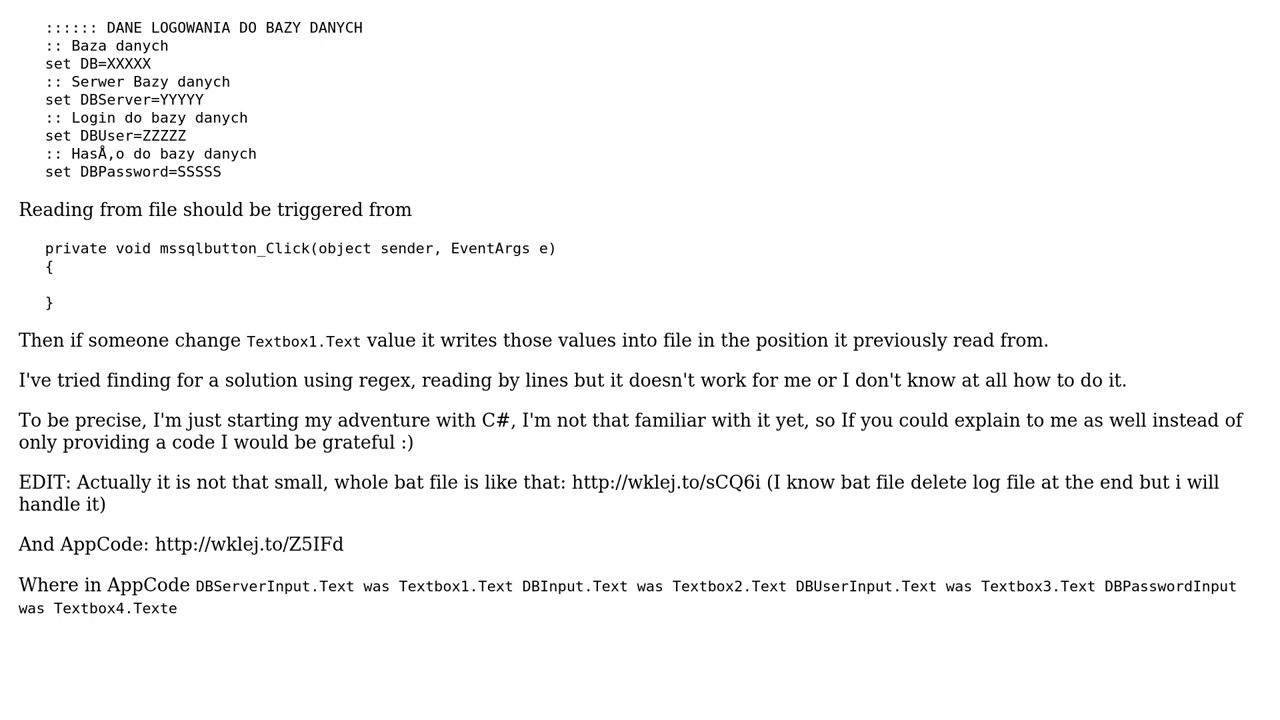 :::::: DANE LOGOWANIA DO BAZY DANYCH
:: Baza danych
set DB=XXXXX
:: Serwer Bazy danych
set DBServer=YYYYY
:: Login do bazy danych
set DBUser=ZZZZZ
:: HasÅ‚o do bazy danych
set DBPassword=SSSSS
Reading from file should be triggered from
private void mssqlbutton_Click(object sender, EventArgs e)
{
}
Then if someone change Textbox1.Text value it writes those values into file in the position it previously read from.
I've tried finding for a solution using regex, reading by lines but it doesn't work for me or I don't know at all how to do it.
To be precise, I'm just starting my adventure with C#, I'm not that familiar with it yet, so If you could explain to me as well instead of
only providing a code I would be grateful :)
EDIT: Actually it is not that small, whole bat file is like that: http://wklej.to/sCQ6i (I know bat file delete log file at the end but i will
handle it)
And AppCode: http://wklej.to/Z5IFd
Where in AppCode DBServerInput.Text was Textbox1.Text DBInput.Text was Textbox2.Text DBUserInput.Text was Textbox3.Text DBPasswordInput
was Textbox4.Texte